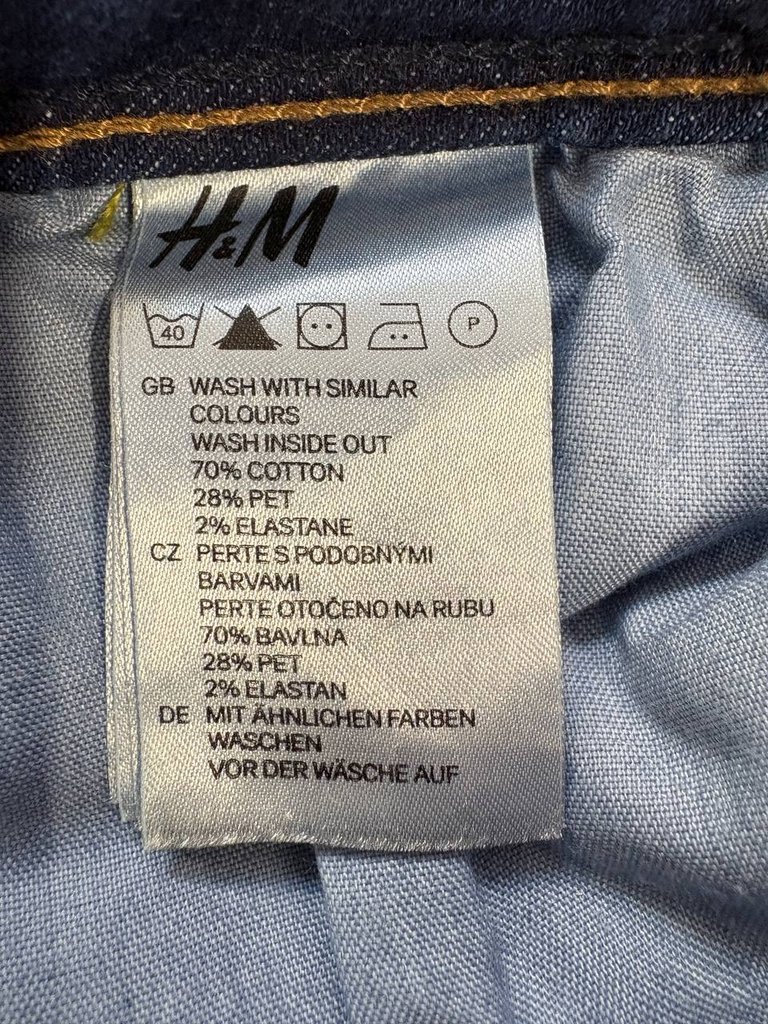 H&M
40 P
GB WASH WITH SIMILAR
COLOURS
WASH INSIDE OUT
70% COTTON
28% PET
2% ELASTANE
CZ PERTE S PODOBNÝMI
BARVAMI
PERTE OTOČENO NA RUBU
70% BAVLNA
28% PET
2% ELASTAN
DE MIT ÄHNLICHEN FARBEN
WASCHEN
VOR DER WÄSCHE AUF